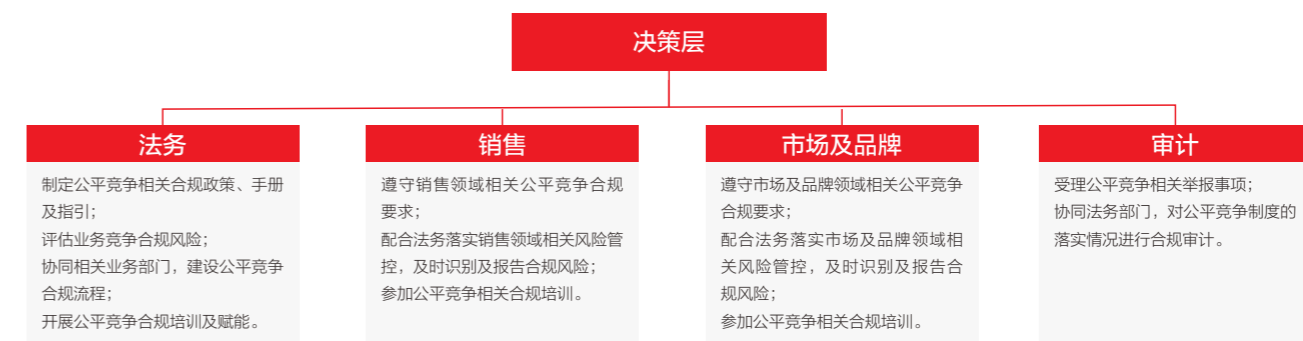 决策层
法务
制定公平竞争相关合规政策、手册
及指引；
评估业务竞争合规风险；
协同相关业务部门，建设公平竞争
合规流程；
开展公平竞争合规培训及赋能。
销售
遵守销售领域相关公平竞争合规
要求；
配合法务落实销售领域相关风险管
控，及时识别及报告合规风险；
参加公平竞争相关合规培训。
市场及品牌
遵守市场及品牌领域相关公平竞争
合规要求；
配合法务落实市场及品牌领域相
关风险管控，及时识别及报告合
规风险；
参加公平竞争相关合规培训。
审计
受理公平竞争相关举报事项；
协同法务部门，对公平竞争制度的
落实情况进行合规审计。